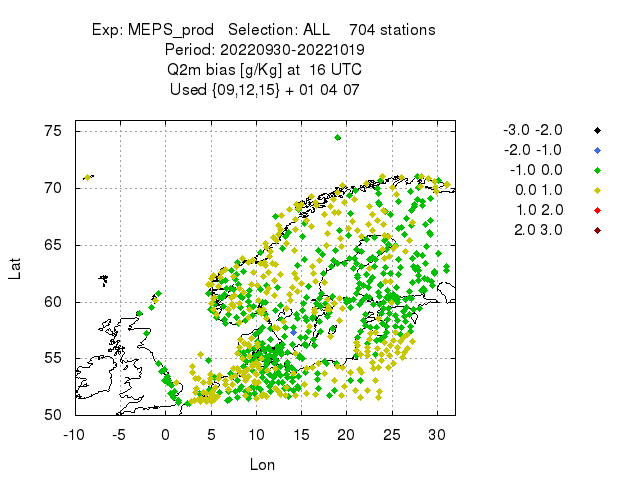 Exp: MEPS_prod   Selection: ALL    704 stations
Period: 20220930-20221019
Q2m bias [g/Kg] at  16 UTC
Used {09,12,15} + 01 04 07
-3.0 -2.0
-2.0 -1.0
-1.0 0.0
0.0 1.0
1.0 2.0
2.0 3.0
75
70
65
60
55
50
Lat
-10 -5 0 5 10 15 20 25 30
Lon